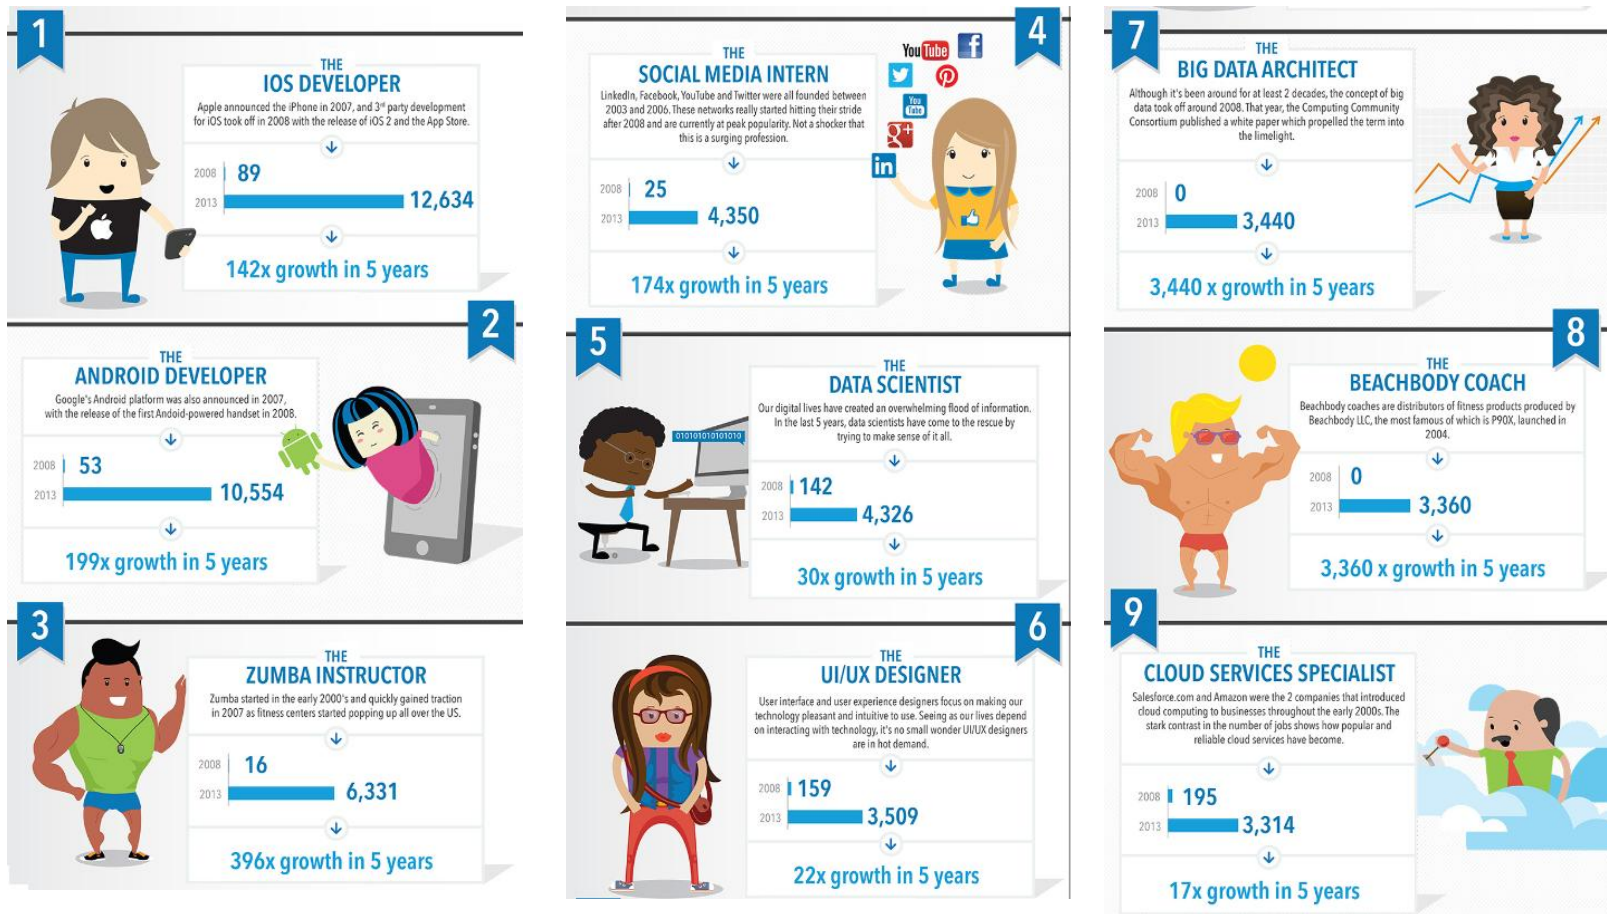 1
THE
IOS DEVELOPER
Apple announced the iPhone in 2007, and 3rd party development
for iOS took off in 2008 with the release of iOS 2 and the App Store.
2008 89
2013 12,634
142x growth in 5 years
2
THE
ANDROID DEVELOPER
Google's Android platform was also announced in 2007,
with the release of the first Andoid-powered handset in 2008.
2008 53
2013 10,554
199x growth in 5 years
3
THE
ZUMBA INSTRUCTOR
Zumba started in the early 2000's and quickly gained traction
in 2007 as fitness centers started popping up all over the US.
2008 16
2013 6,331
396x growth in 5 years
4
THE
SOCIAL MEDIA INTERN
LinkedIn, Facebook, YouTube and Twitter were all founded between
2003 and 2006. These networks really started hitting their stride
after 2008 and are currently at peak popularity. Not a shocker that
this is a surging profession.
You Tube
f
You
Tube
g+
in
2008 25
2013 4,350
174x growth in 5 years
5
THE
DATA SCIENTIST
Our digital lives have created an overwhelming flood of information.
In the last 5 years, data scientists have come to the rescue by
trying to make sense of it all.
010101010101010
2008 142
2013 4,326
30x growth in 5 years
6
THE
UI/UX DESIGNER
User interface and user experience designers focus on making our
technology pleasant and intuitive to use. Seeing as our lives depend
on interacting with technology, it's no small wonder UI/UX designers
are in hot demand.
2008 159
2013 3,509
22x growth in 5 years
7
THE
BIG DATA ARCHITECT
Although it's been around for at least 2 decades, the concept of big
data took off around 2008. That year, the Computing Community
Consortium published a white paper which propelled the term into
the limelight.
2008 0
2013 3,440
3,440 x growth in 5 years
8
THE
BEACHBODY COACH
Beachbody coaches are distributors of fitness products produced by
Beachbody LLC, the most famous of which is P90X, launched in
2004.
2008 0
2013 3,360
3,360 x growth in 5 years
9
THE
CLOUD SERVICES SPECIALIST
Salesforce.com and Amazon were the 2 companies that introduced
cloud computing to businesses throughout the early 2000s. The
stark contrast in the number of jobs shows how popular and
reliable cloud services have become.
2008 195
2013 3,314
17x growth in 5 years